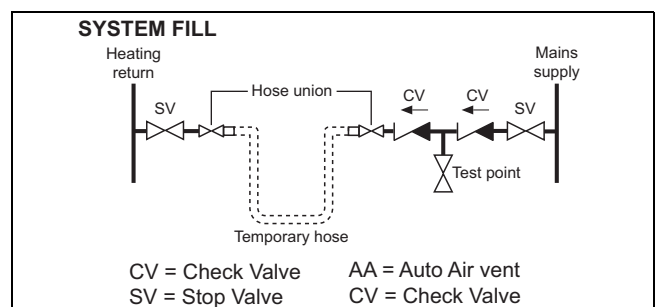 SYSTEM FILL
Heating return
Mains supply
Hose union
SV
CV
CV
SV
Test point
Temporary hose
CV = Check Valve
AA = Auto Air vent
SV = Stop Valve
CV = Check Valve